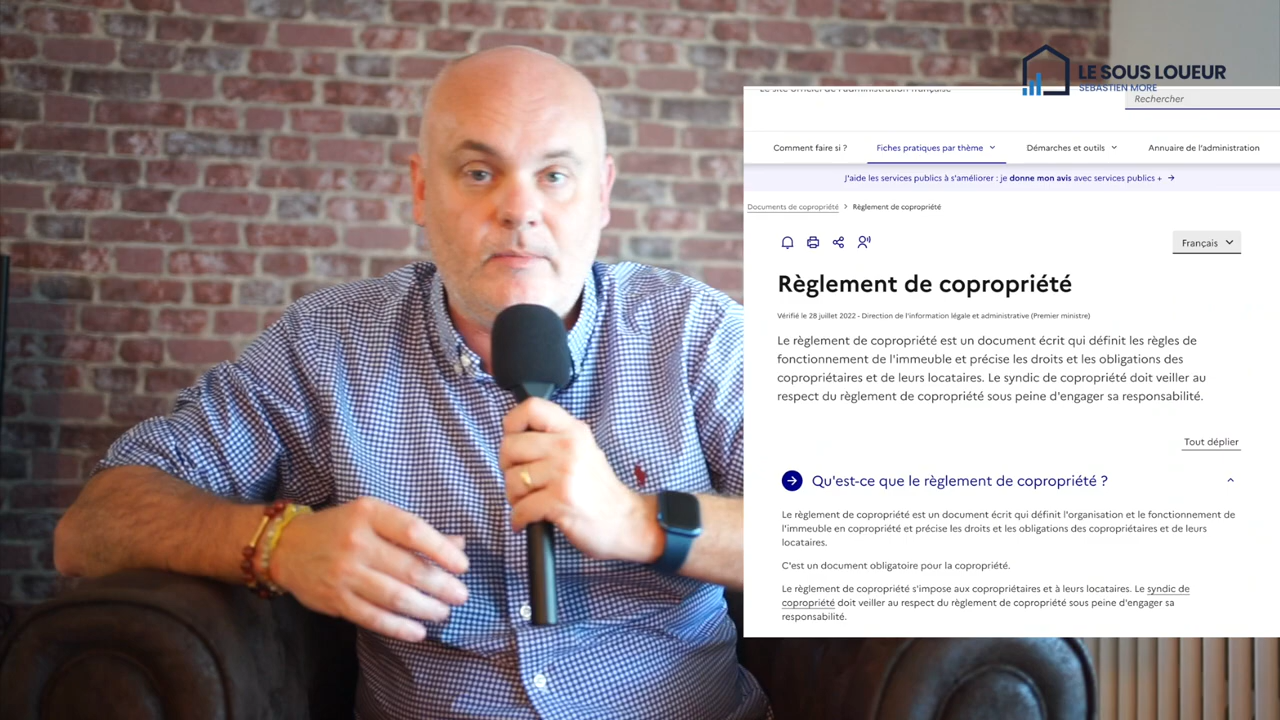 LE SOUS LOUEUR
SÉBASTIEN MORE
Le site officiel de l'administration française
Rechercher
Comment faire si ?
Fiches pratiques par thème
Démarches et outils
Annuaire de l'administration
J'aide les services publics à s'améliorer : je donne mon avis avec services publics + →
Documents de copropriété > Règlement de copropriété
Français
Règlement de copropriété
Vérifié le 28 juillet 2022 - Direction de l'information légale et administrative (Premier ministre)
Le règlement de copropriété est un document écrit qui définit les règles de
fonctionnement de l'immeuble et précise les droits et les obligations des
copropriétaires et de leurs locataires. Le syndic de copropriété doit veiller au
respect du règlement de copropriété sous peine d'engager sa responsabilité.
Tout déplier
Qu'est-ce que le règlement de copropriété ?
Le règlement de copropriété est un document écrit qui définit l'organisation et le fonctionnement de
l'immeuble en copropriété et précise les droits et les obligations des copropriétaires et de leurs
locataires.
C'est un document obligatoire pour la copropriété.
Le règlement de copropriété s'impose aux copropriétaires et à leurs locataires. Le syndic de
copropriété doit veiller au respect du règlement de copropriété sous peine d'engager sa
responsabilité.